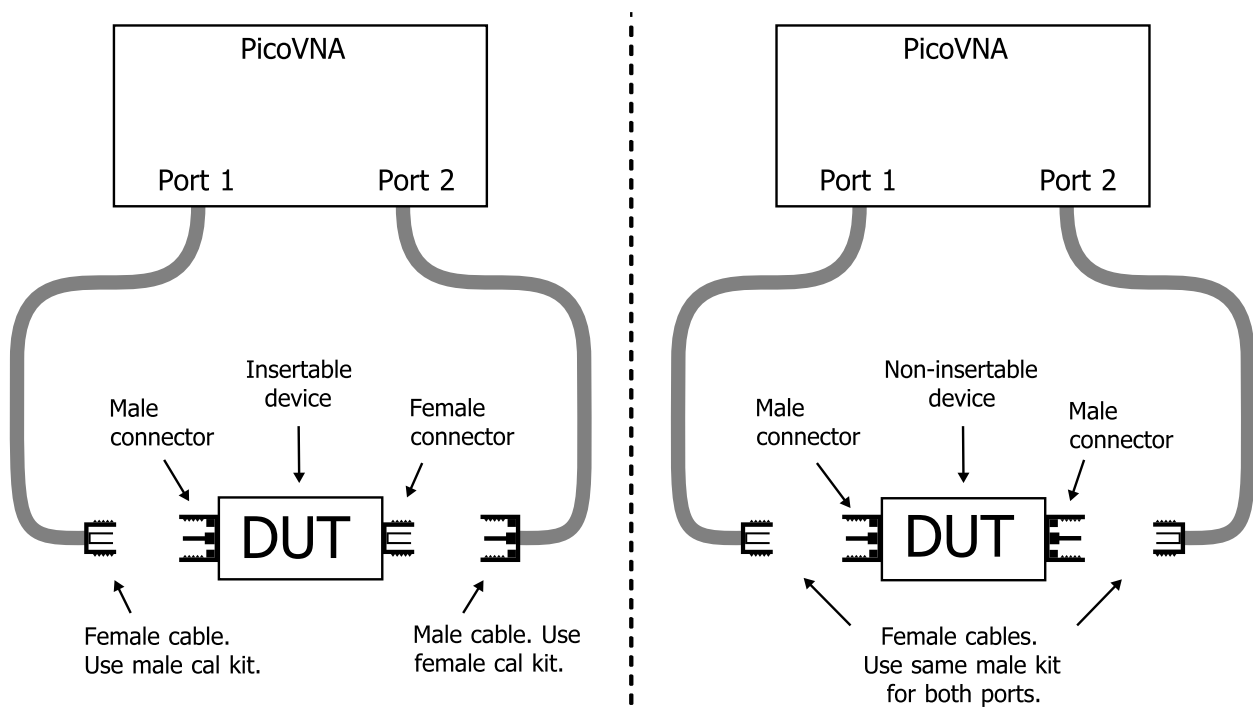 PicoVNA
Port 1
Port 2
Insertable
device
Male
connector
Female
connector
DUT
Female cable.
Use male cal kit.
Male cable. Use
female cal kit.
PicoVNA
Port 1
Port 2
Non-insertable
device
Male
connector
Male
connector
DUT
Female cables.
Use same male kit
for both ports.